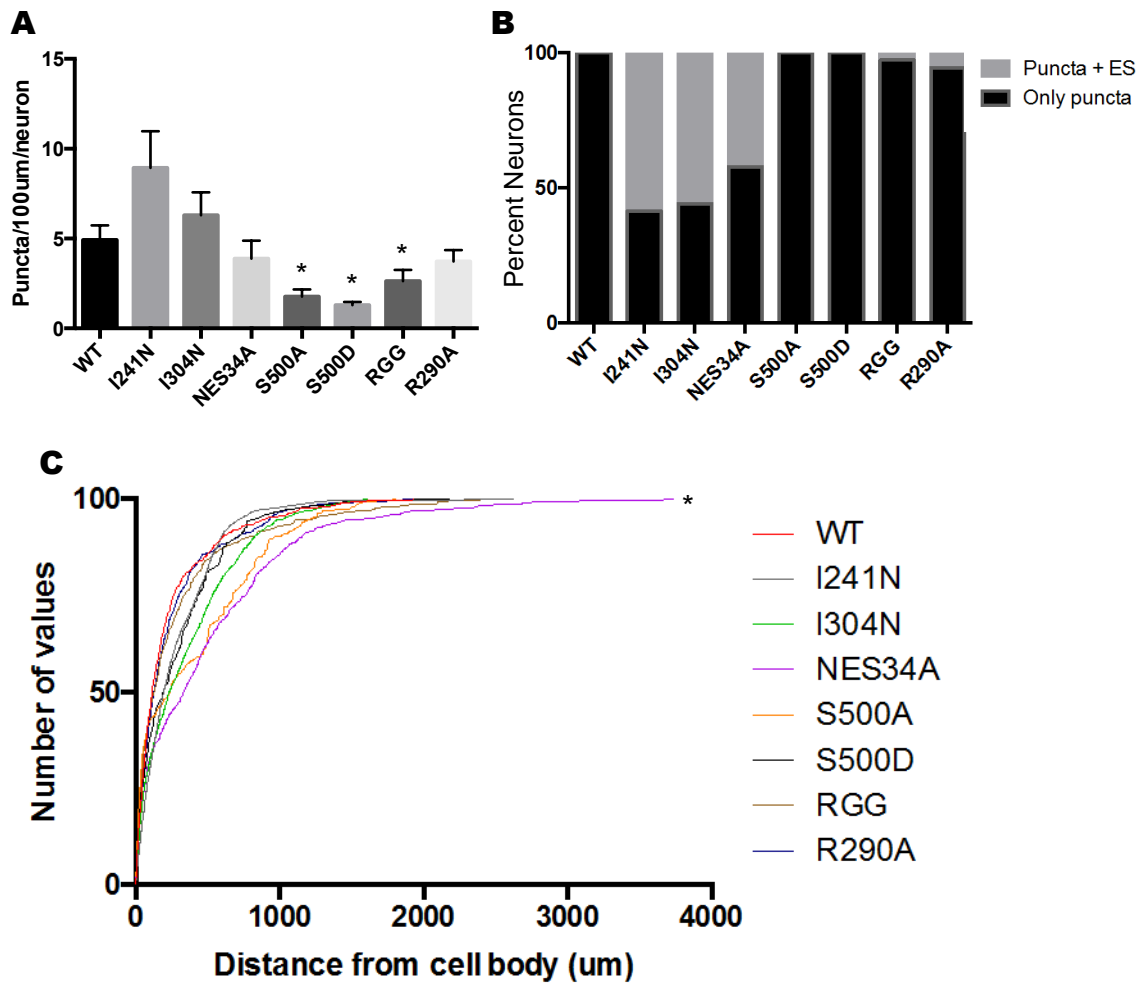 A
Puncta/100um/neuron
15
10
5
0
*
*
*
WT
I241N
I304N
NES34A
S500A
S500D
RGG
R290A
B
Percent Neurons
100
50
0
WT
I241N
I304N
NES34A
S500A
S500D
RGG
R290A
Puncta + ES
Only puncta
C
Number of values
100
50
0
0
1000
2000
3000
4000
Distance from cell body (um)
*
WT
I241N
I304N
NES34A
S500A
S500D
RGG
R290A